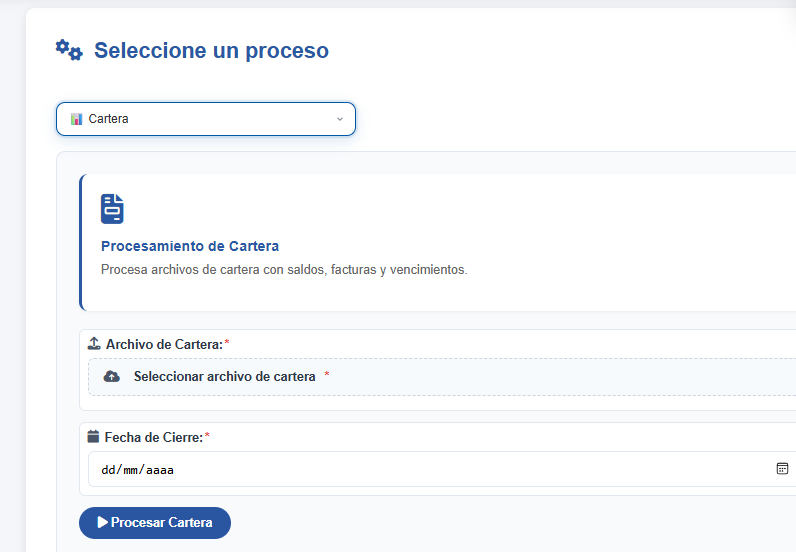 Seleccione un proceso
Cartera
Procesamiento de Cartera
Procesa archivos de cartera con saldos, facturas y vencimientos.
Archivo de Cartera:*
Seleccionar archivo de cartera *
Fecha de Cierre:*
dd/mm/aaaa
Procesar Cartera